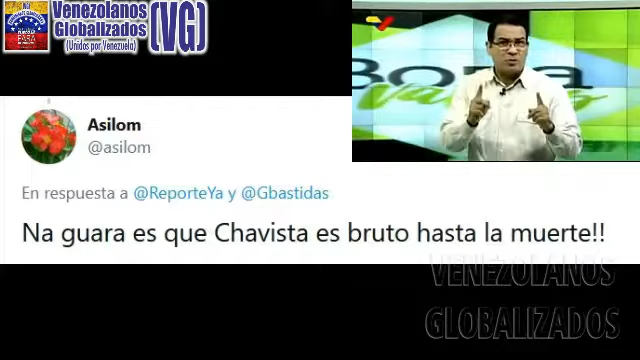 Venezolanos
Globalizados
(Unidos por Venezuela)
(VG)
Borra
Asilom
@asilom
En respuesta a @ReporteYa y @Gbastidas
Na guara es que Chavista es bruto hasta la muerte!!
VENEZOLANOS
GLOBALIZADOS